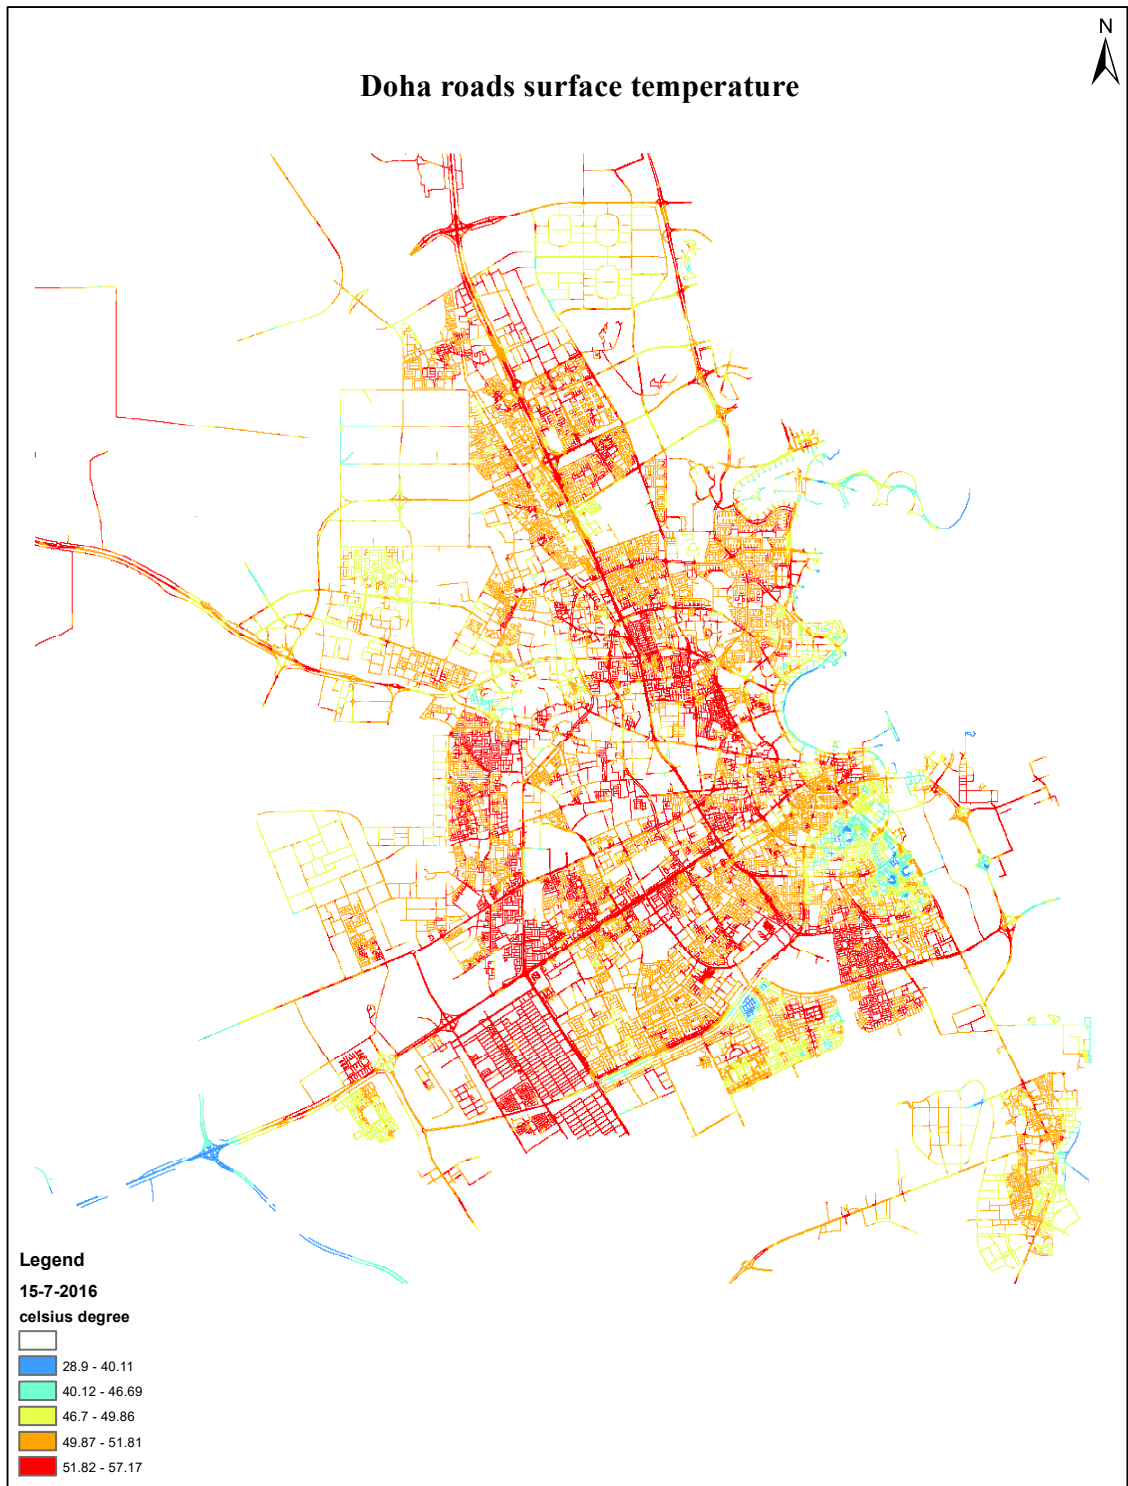 N
Doha roads surface temperature
Legend
15-7-2016
celsius degree
28.9 - 40.11
40.12 - 46.69
46.7 - 49.86
49.87 - 51.81
51.82 - 57.17